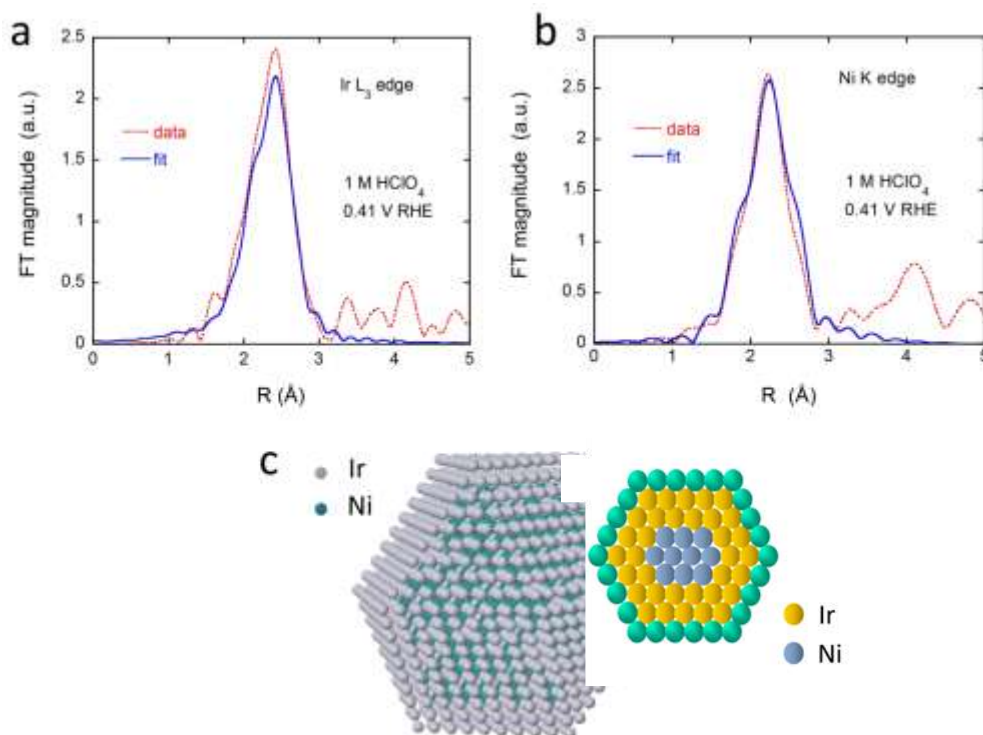 a
2.5
2
1.5
1
0.5
0
0 1 2 3 4 5
FT magnitude (a.u.)
R (Å)
Ir L₃ edge
data
fit
1 M HClO₄
0.41 V RHE
b
3
2.5
2
1.5
1
0.5
0
0 1 2 3 4 5
FT magnitude (a.u.)
R (Å)
Ni K edge
data
fit
1 M HClO₄
0.41 V RHE
c
Ir
Ni
Ir
Ni